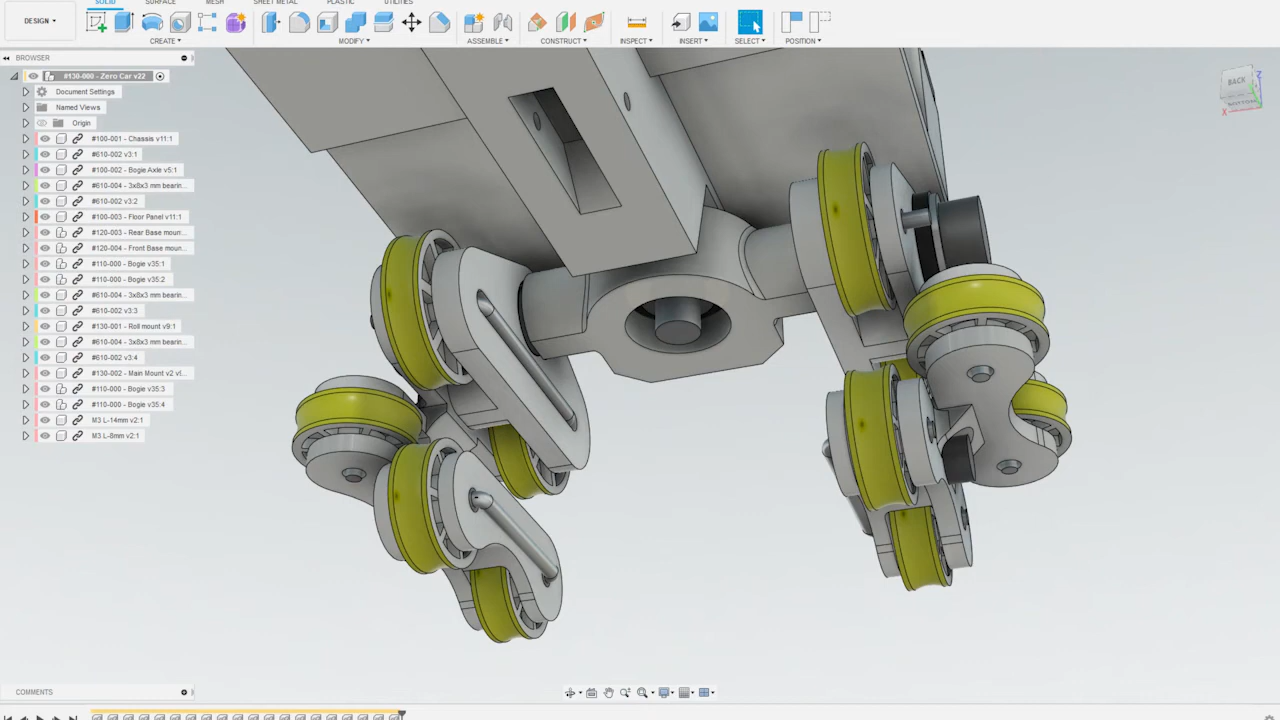 SOLID SURFACE MESH SHEET METAL PLASTIC UTILITIES
DESIGN
CREATE MODIFY ASSEMBLE CONSTRUCT INSPECT INSERT SELECT POSITION
BROWSER
#130-000 - Zero Car v22
Document Settings
Named Views
Origin
#100-001 - Chassis v11:1
#610-002 v3:1
#100-002 - Bogie Axle v5:1
#610-004 - 3x8x3 mm bearin...
#610-002 v3:2
#100-003 - Floor Panel v11:1
#120-003 - Rear Base moun...
#120-004 - Front Base moun...
#110-000 - Bogie v35:1
#110-000 - Bogie v35:2
#610-004 - 3x8x3 mm bearin...
#610-002 v3:3
#130-001 - Roll mount v9:1
#610-004 - 3x8x3 mm bearin...
#610-002 v3:4
#130-002 - Main Mount v2 v1...
#110-000 - Bogie v35:3
#110-000 - Bogie v35:4
M3 L-14mm v2:1
M3 L-8mm v2:1
BACK
BOTTOM
Z
X
COMMENTS